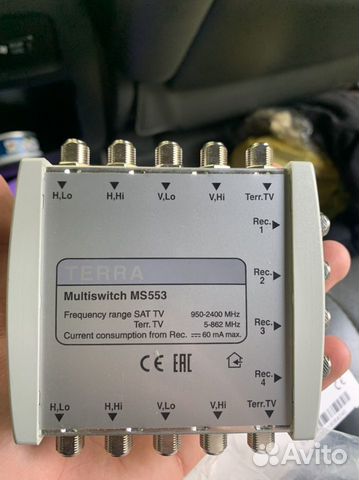 H,Lo H,Hi V,Lo V,Hi Terr.TV
Rec.
1
Rec.
2
Rec.
3
Rec.
4
TERRA
Multiswitch MS553
Frequency range SAT TV 950-2400 MHz
Terr. TV 5-862 MHz
Current consumption from Rec. 60 mA max.
CE EAC
H,Lo H,Hi V,Lo V,Hi Terr.TV
Avito